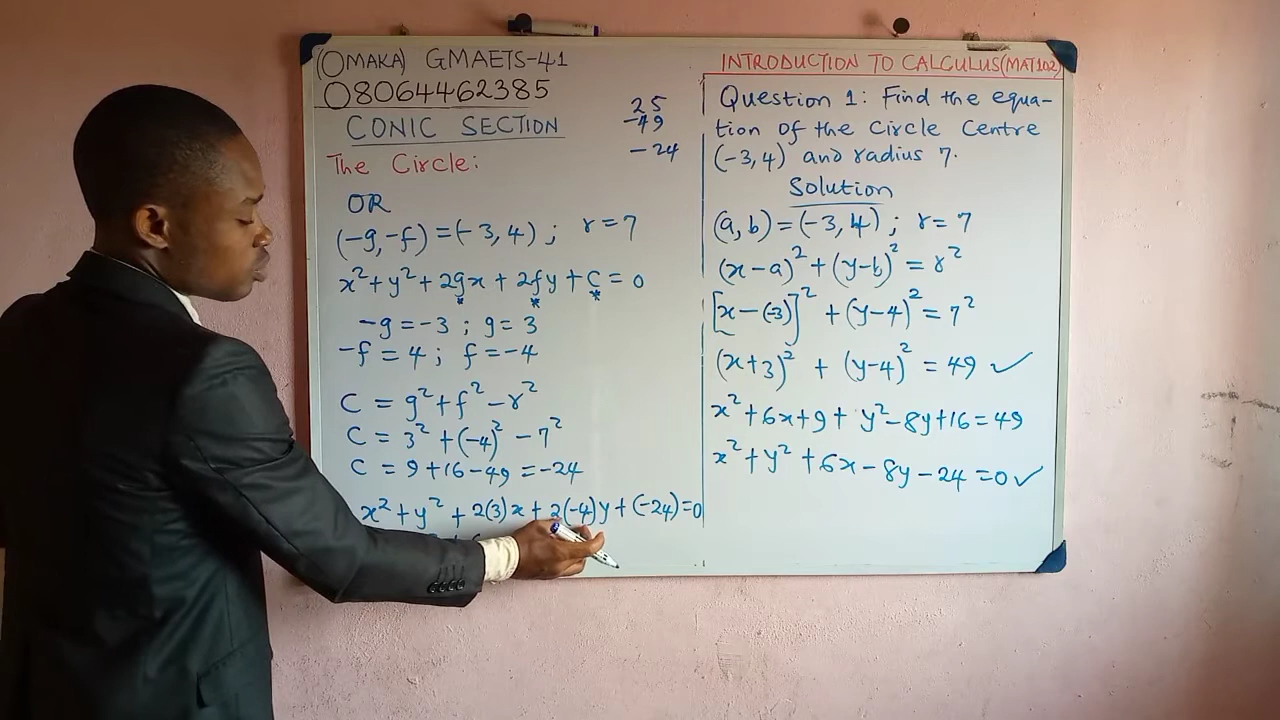 (OMAKA) GMAETS-41
08064462385
CONIC SECTION
25
-49
-24
The Circle:
OR
(-g,-f)=(-3,4); r=7
x²+y²+2gx+2fy+c=0
* * *
-g=-3; g=3
-f=4; f=-4
C = g²+f²-r²
C = 3²+(-4)²-7²
C = 9+16-49=-24
x²+y²+2(3)x+2(-4)y+(-24)=0
INTRODUCTION TO CALCULUS(MAT102)
Question 1: Find the equa-
tion of the Circle Centre
(-3,4) and radius 7.
Solution
(a,b)=(-3,4); r=7
(x-a)²+(y-b)²=r²
[x-(-3)]²+(y-4)²=7²
(x+3)²+(y-4)²=49 ✓
x²+6x+9+y²-8y+16=49
x²+y²+6x-8y-24=0 ✓